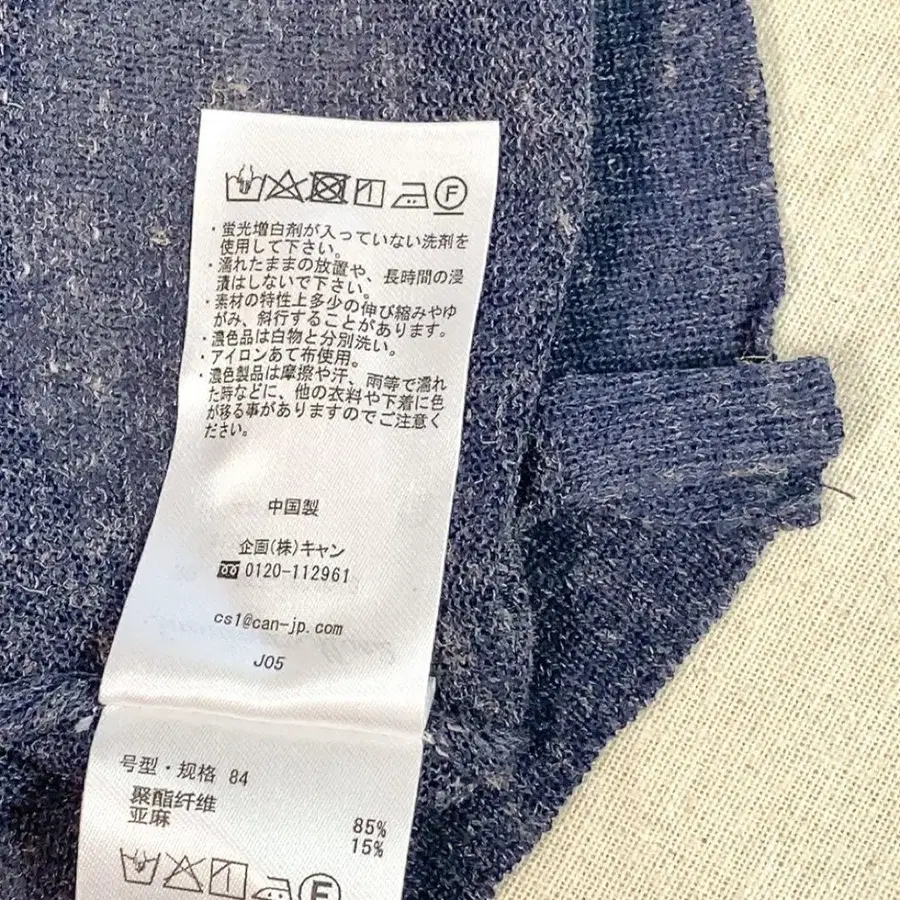 F
・蛍光増白剤が入っていない洗剤を
使用して下さい。
・濡れたままの放置や、長時間の浸
漬はしないで下さい。
・素材の特性上多少の伸び縮みやゆ
がみ、斜行することがあります。
・濃色品は白物と分別洗い。
・アイロンあて布使用。
・濃色製品は摩擦や汗、雨等で濡れ
た時などに、他の衣料や下着に色
が移る事がありますのでご注意く
ださい。
中国製
企画(株)キャン
0120-112961
cs1@can-jp.com
J05
号型・规格 84
聚酯纤维 85%
亚麻 15%
F